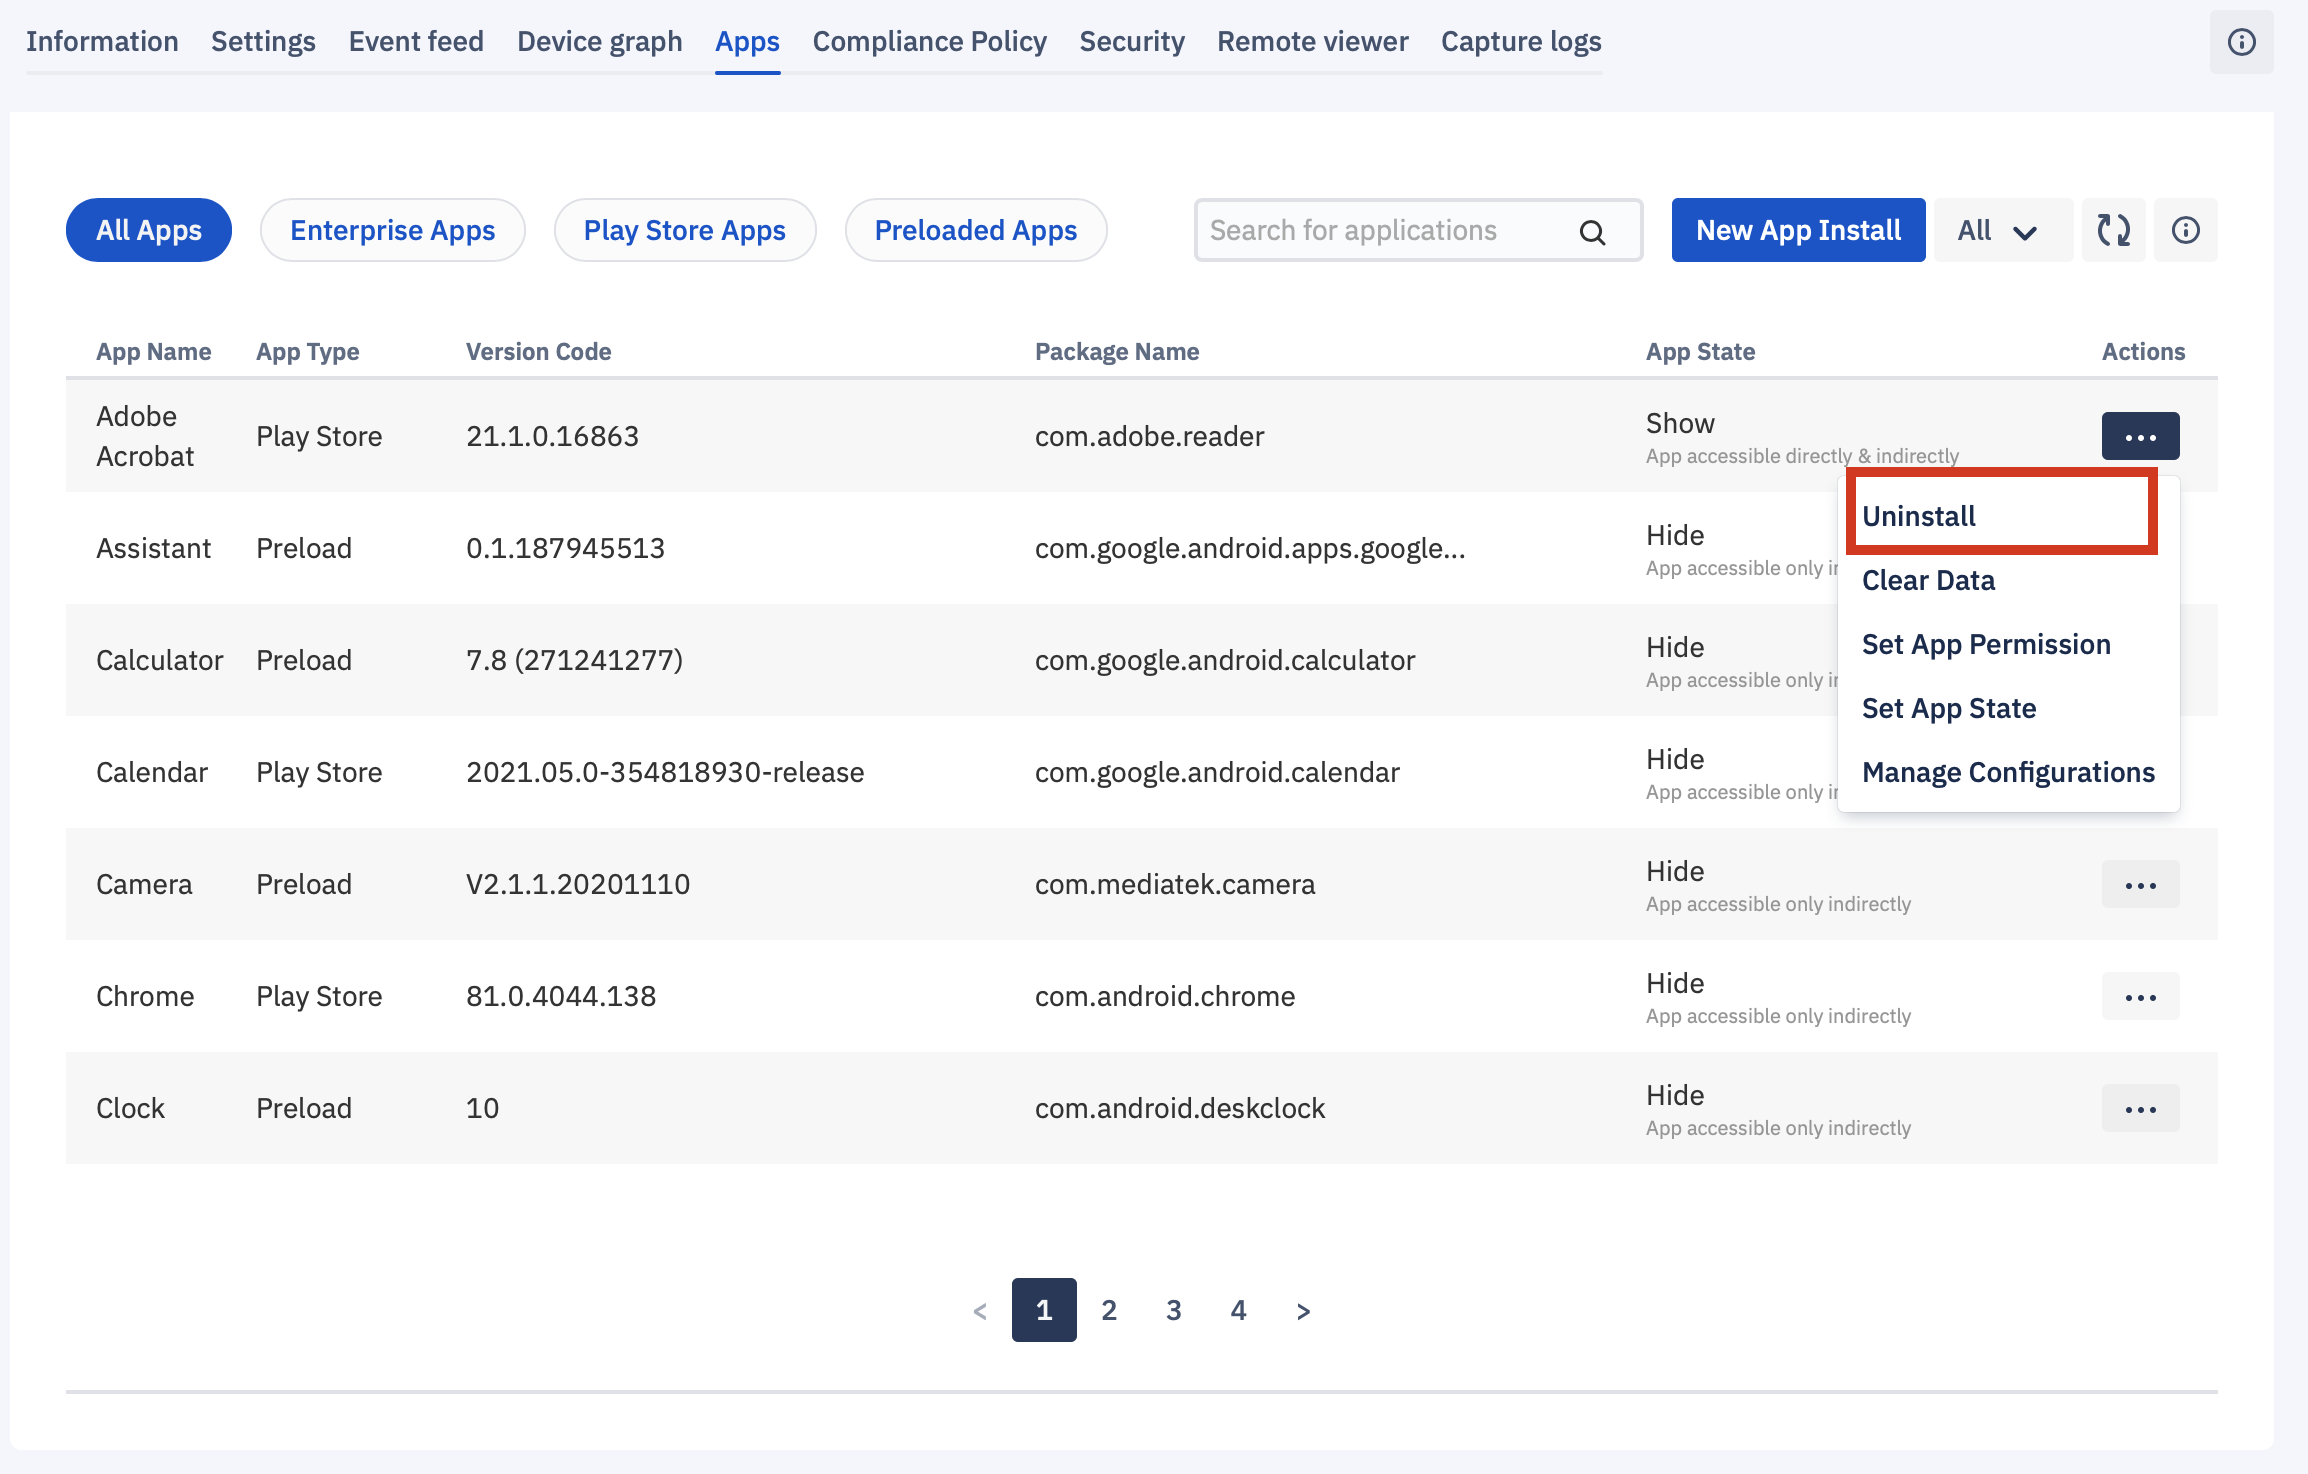 Information Settings Event feed Device graph Apps Compliance Policy Security Remote viewer Capture logs
All Apps Enterprise Apps Play Store Apps Preloaded Apps Search for applications New App Install All
App Name App Type Version Code Package Name App State Actions
Adobe Acrobat Play Store 21.1.0.16863 com.adobe.reader Show
App accessible directly & indirectly
Uninstall
Assistant Preload 0.1.187945513 com.google.android.apps.google... Hide
App accessible only
Clear Data
Set App Permission
Calculator Preload 7.8 (271241277) com.google.android.calculator Hide
App accessible only
Set App State
Calendar Play Store 2021.05.0-354818930-release com.google.android.calendar Hide
App accessible only
Manage Configurations
Camera Preload V2.1.1.20201110 com.mediatek.camera Hide
App accessible only indirectly
Chrome Play Store 81.0.4044.138 com.android.chrome Hide
App accessible only indirectly
Clock Preload 10 com.android.deskclock Hide
App accessible only indirectly
< 1 2 3 4 >